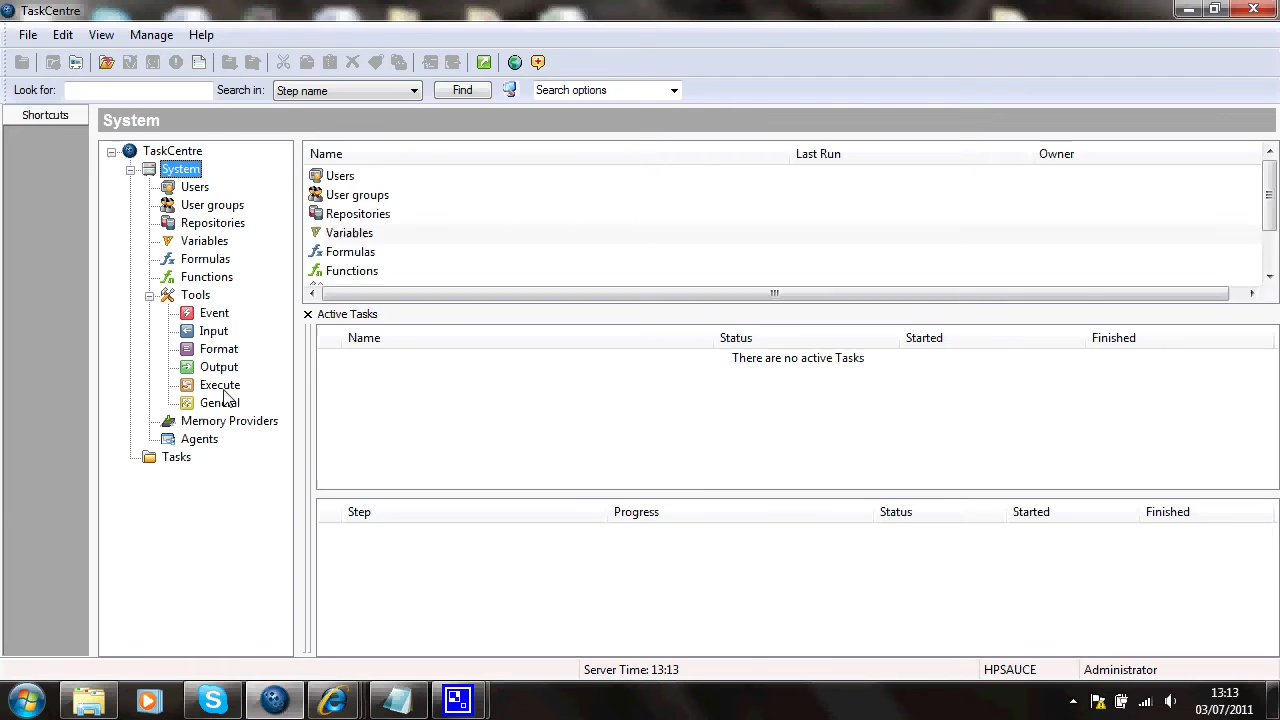 TaskCentre
File Edit View Manage Help
Look for: Search in: Step name Find Search options
Shortcuts
System
TaskCentre
System
Users
User groups
Repositories
Variables
Formulas
Functions
Tools
Event
Input
Format
Output
Execute
General
Memory Providers
Agents
Tasks
Name Last Run Owner
Users
User groups
Repositories
Variables
Formulas
Functions
Active Tasks
Name Status Started Finished
There are no active Tasks
Step Progress Status Started Finished
Server Time: 13:13 HPSAUCE Administrator
13:13
03/07/2011